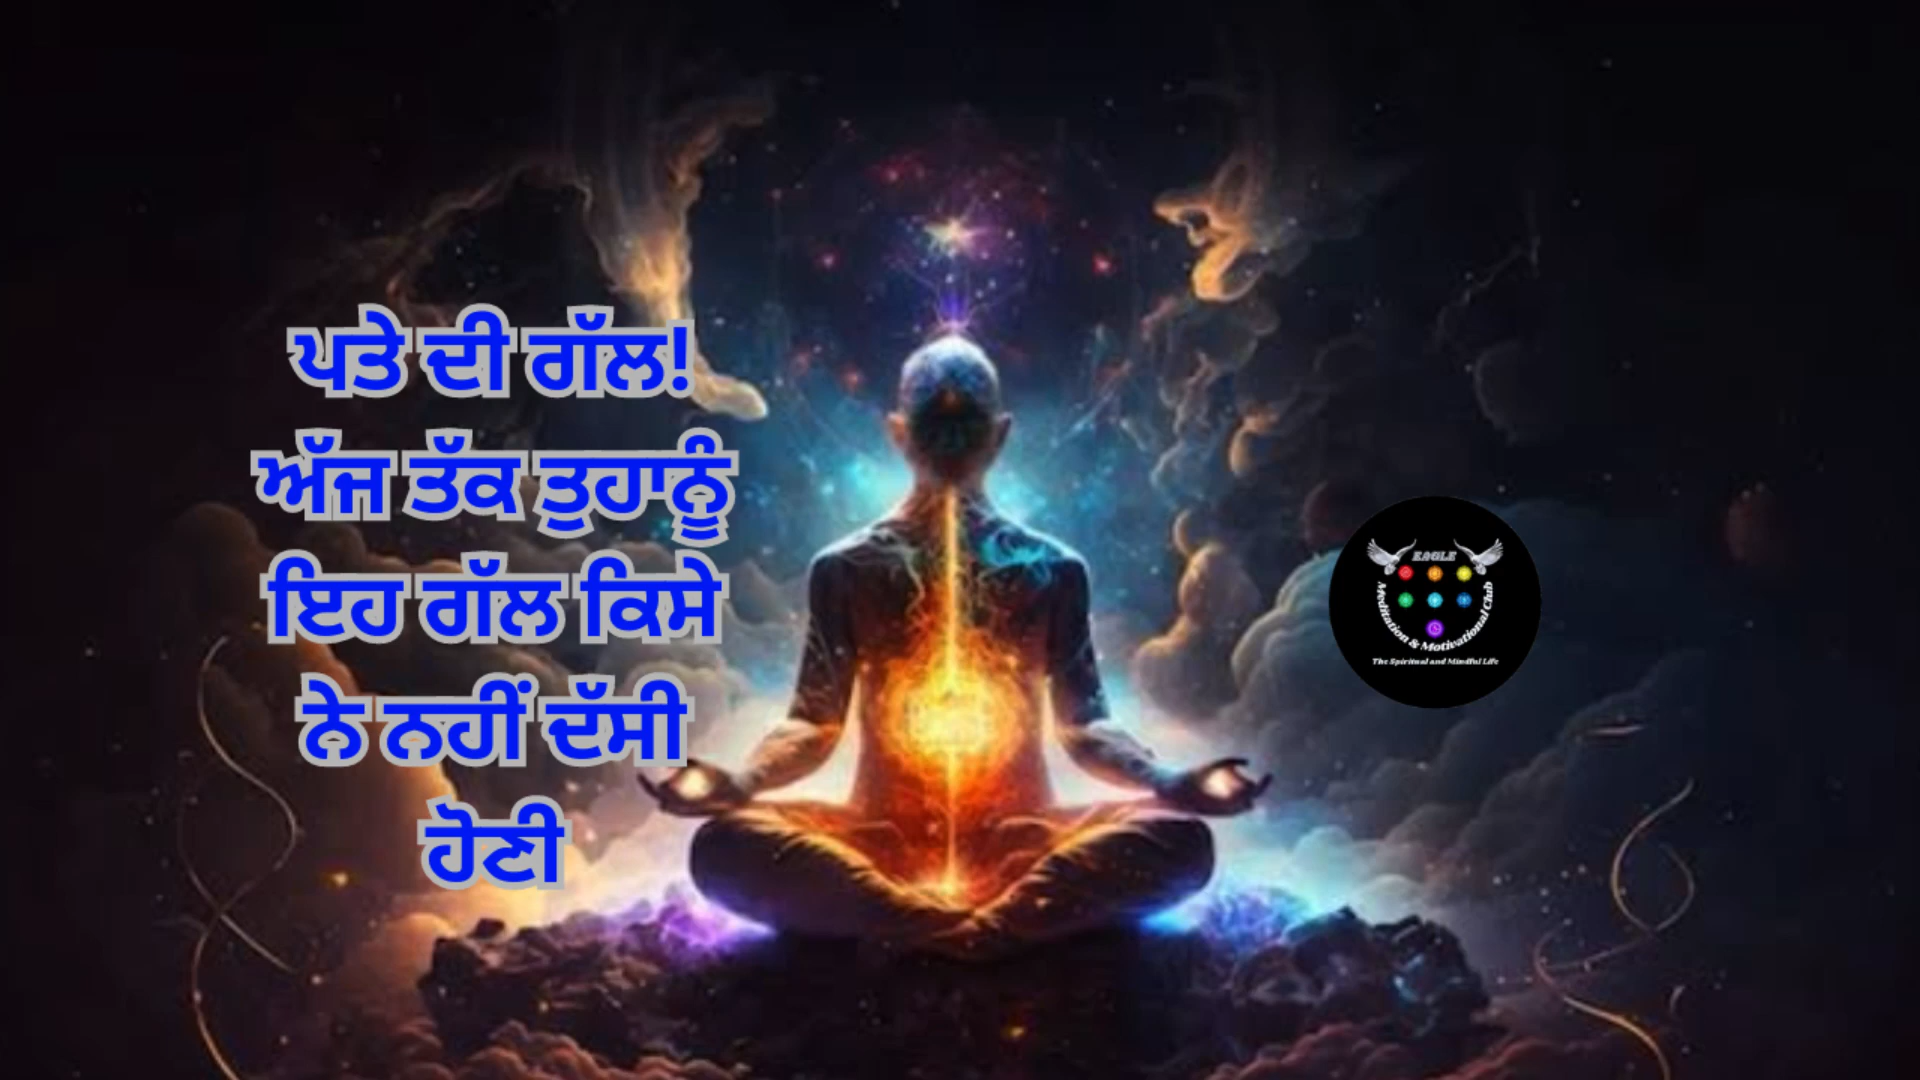 ਪਤੇ ਦੀ ਗੱਲ!
ਅੱਜ ਤੱਕ ਤੁਹਾਨੂੰ
ਇਹ ਗੱਲ ਕਿਸੇ
ਨੇ ਨਹੀਂ ਦੱਸੀ
ਹੋਣੀ
EAGLE
Meditation & Motivational Club
The Spiritual and Mindful Life